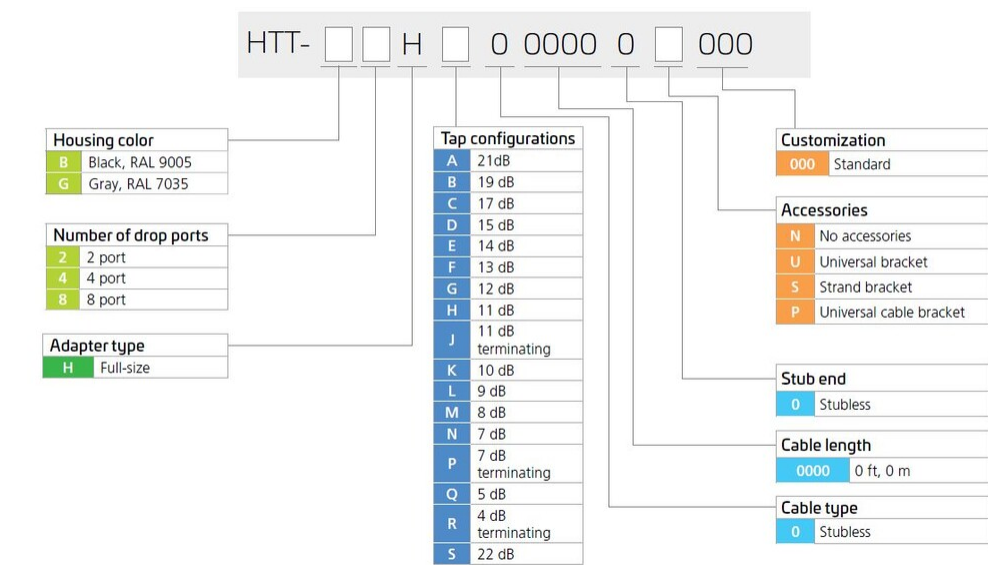 HTT- H 0 0000 0 000
Housing color
B Black, RAL 9005
G Gray, RAL 7035
Number of drop ports
2 2 port
4 4 port
8 8 port
Adapter type
H Full-size
Tap configurations
A 21dB
B 19 dB
C 17 dB
D 15 dB
E 14 dB
F 13 dB
G 12 dB
H 11 dB
J 11 dB
terminating
K 10 dB
L 9 dB
M 8 dB
N 7 dB
P 7 dB
terminating
Q 5 dB
R 4 dB
terminating
S 22 dB
Customization
000 Standard
Accessories
N No accessories
U Universal bracket
S Strand bracket
P Universal cable bracket
Stub end
0 Stubless
Cable length
0000 0 ft, 0 m
Cable type
0 Stubless